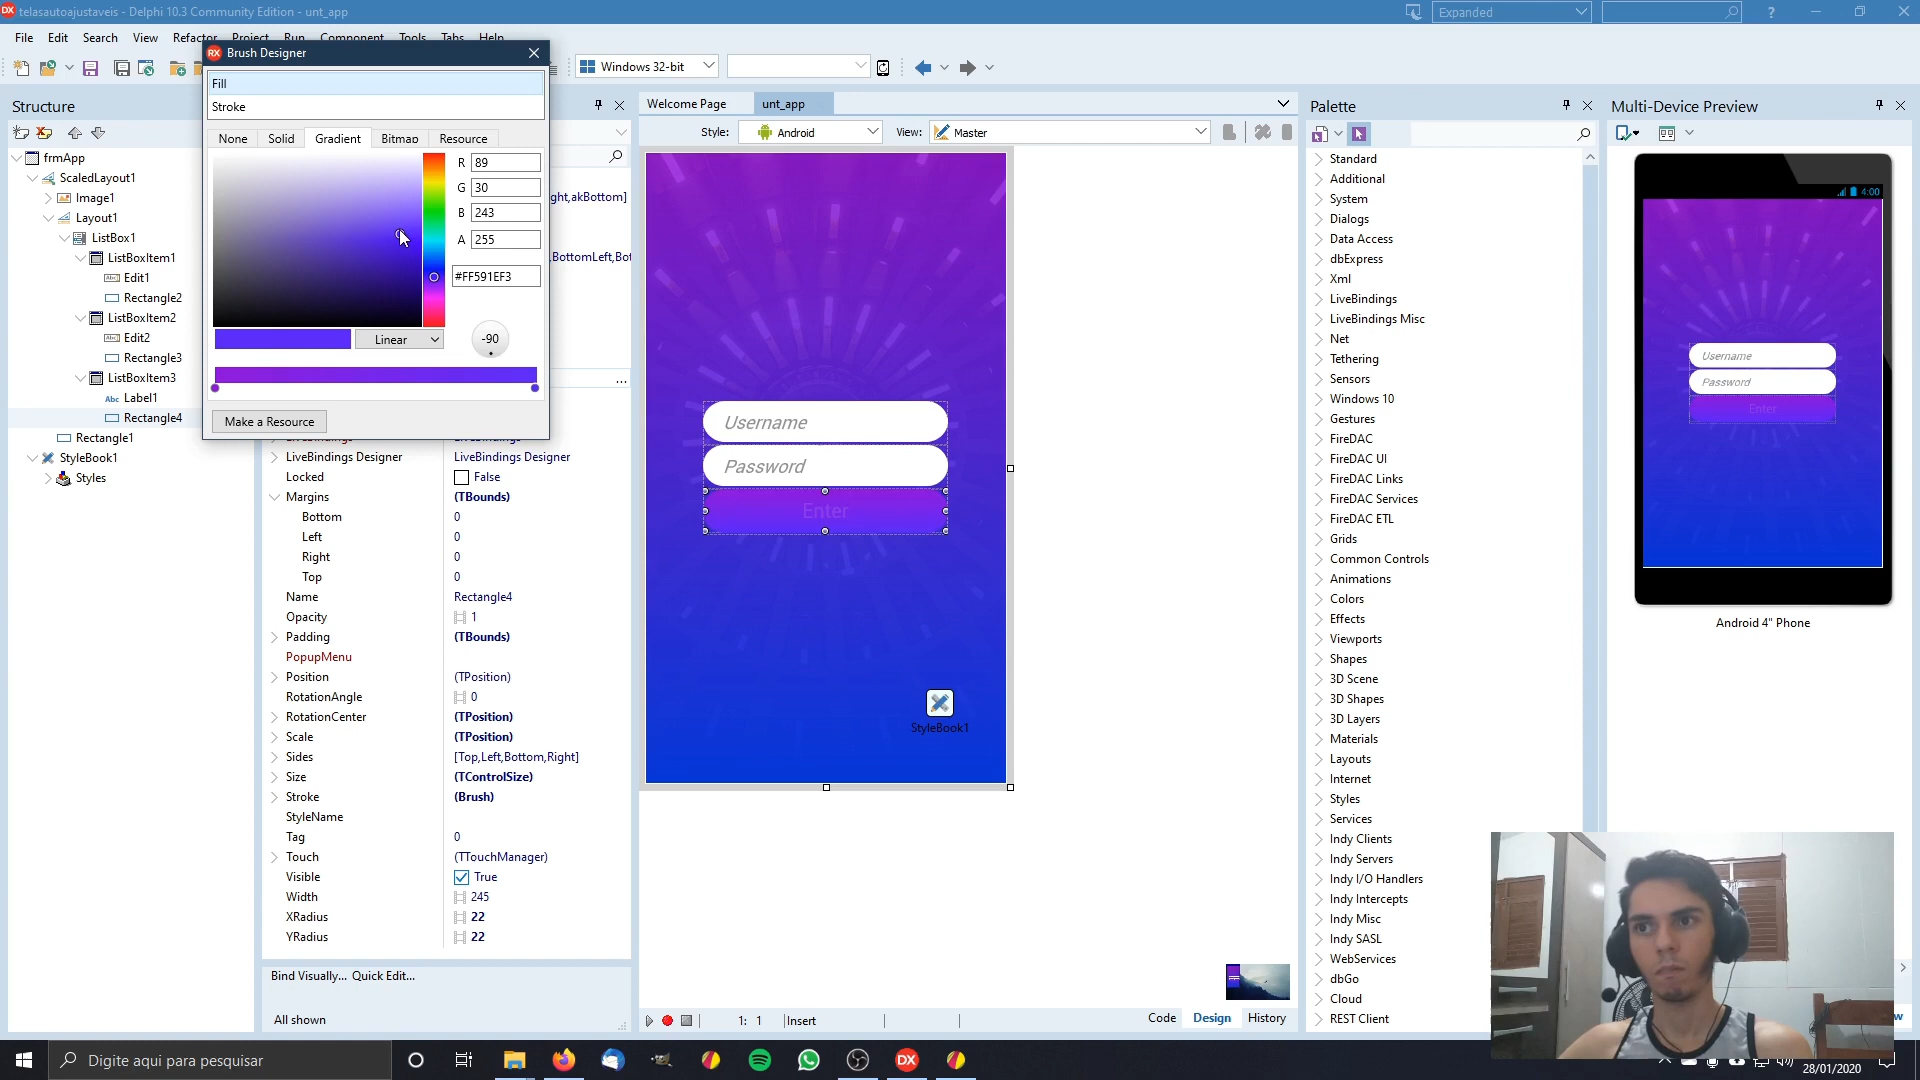 telasautoajustaveis - Delphi 10.3 Community Edition - unt_app
Expanded
File Edit Search View Refactor Project Run Component Tools Tabs Help
Windows 32-bit
Brush Designer
Fill
Stroke
None Solid Gradient Bitmap Resource
R 89
G 30
B 243
A 255
#FF591EF3
Linear
-90
Make a Resource
Structure
frmApp
ScaledLayout1
Image1
Layout1
ListBox1
ListBoxItem1
Edit1
Rectangle2
ListBoxItem2
Edit2
Rectangle3
ListBoxItem3
Label1
Rectangle4
Rectangle1
StyleBook1
Styles
ght,akBottom]
,BottomLeft,Bot
LiveBindings Designer LiveBindings Designer
Locked False
Margins (TBounds)
Bottom 0
Left 0
Right 0
Top 0
Name Rectangle4
Opacity 1
Padding (TBounds)
PopupMenu
Position (TPosition)
RotationAngle 0
RotationCenter (TPosition)
Scale (TPosition)
Sides [Top,Left,Bottom,Right]
Size (TControlSize)
Stroke (Brush)
StyleName
Tag 0
Touch (TTouchManager)
Visible True
Width 245
XRadius 22
YRadius 22
Bind Visually... Quick Edit...
All shown
Welcome Page unt_app
Style: Android View: Master
Username
Password
Enter
StyleBook1
1: 1 Insert
Code Design History
Palette
Standard
Additional
System
Dialogs
Data Access
dbExpress
Xml
LiveBindings
LiveBindings Misc
Net
Tethering
Sensors
Windows 10
Gestures
FireDAC
FireDAC UI
FireDAC Links
FireDAC Services
FireDAC ETL
Grids
Common Controls
Animations
Colors
Effects
Viewports
Shapes
3D Scene
3D Shapes
3D Layers
Materials
Layouts
Internet
Styles
Services
Indy Clients
Indy Servers
Indy I/O Handlers
Indy Intercepts
Indy Misc
Indy SASL
WebServices
dbGo
Cloud
REST Client
Multi-Device Preview
4:00
Username
Password
Enter
Android 4" Phone
Digite aqui para pesquisar
28/01/2020